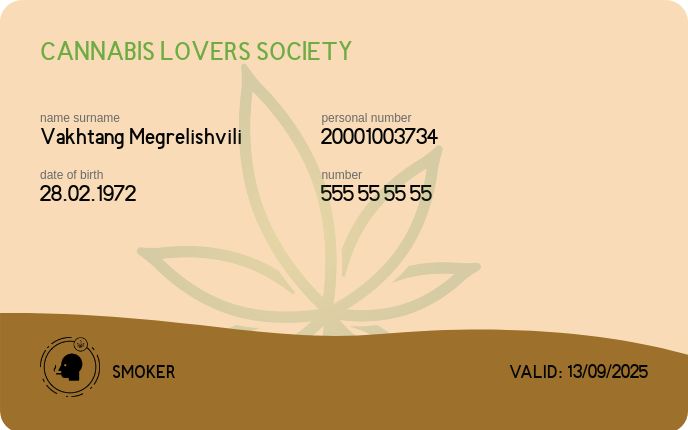 CANNABIS LOVERS SOCIETY
name surname
Vakhtang Megrelishvili
personal number
20001003734
date of birth
28.02.1972
number
555 55 55 55
SMOKER
VALID: 13/09/2025